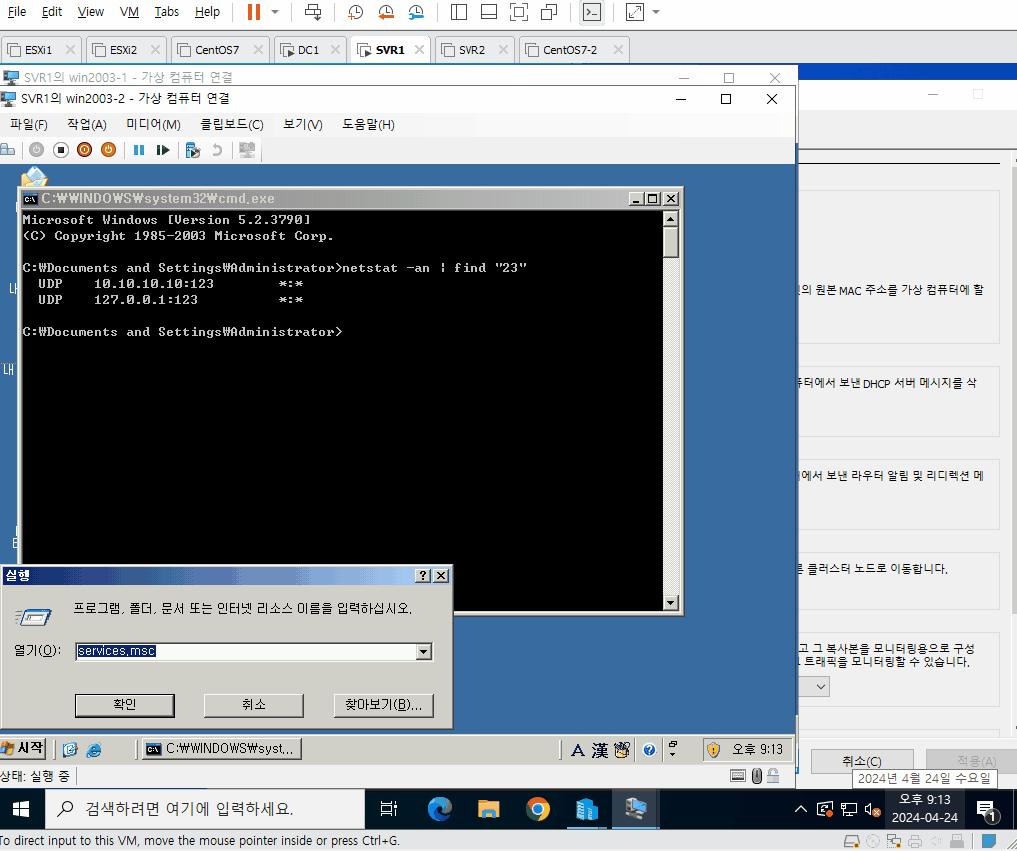 File Edit View VM Tabs Help
ESXi1 ESXi2 CentOS7 DC1 SVR1 SVR2 CentOS7-2
SVR1의 win2003-1 - 가상 컴퓨터 연결
SVR1의 win2003-2 - 가상 컴퓨터 연결
파일(F) 작업(A) 미디어(M) 클립보드(C) 보기(V) 도움말(H)
C:₩WINDOWS₩system32₩cmd.exe
Microsoft Windows [Version 5.2.3790]
(C) Copyright 1985-2003 Microsoft Corp.
C:₩Documents and Settings₩Administrator>netstat -an | find "23"
UDP 10.10.10.10:123 *:*
UDP 127.0.0.1:123 *:*
C:₩Documents and Settings₩Administrator>
원본 MAC 주소를 가상 컴퓨터에 할
보낸 DHCP 서버 메시지를 삭
에서 보낸 라우터 알림 및 리디렉션 메
클러스터 노드로 이동합니다.
고 그 복사본을 모니터링용으로 구성
트래픽을 모니터링할 수 있습니다.
내
실행
프로그램, 폴더, 문서 또는 인터넷 리소스 이름을 입력하십시오.
열기(O): services.msc
확인 취소 찾아보기(B)...
시작 C:₩WINDOWS₩syst... A 漢 오후 9:13
상태: 실행 중
취소(C) 적용(A)
2024년 4월 24일 수요일
검색하려면 여기에 입력하세요.
오후 9:13
2024-04-24
1
To direct input to this VM, move the mouse pointer inside or press Ctrl+G.